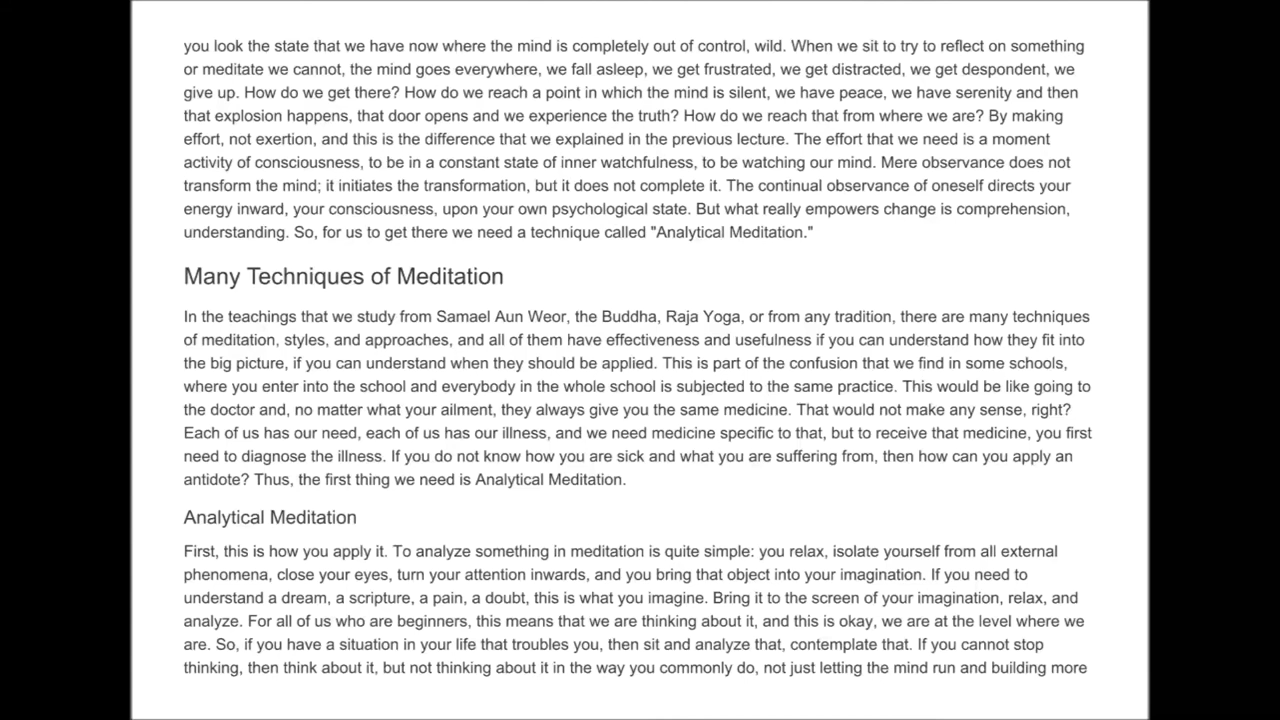 you look the state that we have now where the mind is completely out of control, wild. When we sit to try to reflect on something
or meditate we cannot, the mind goes everywhere, we fall asleep, we get frustrated, we get distracted, we get despondent, we
give up. How do we get there? How do we reach a point in which the mind is silent, we have peace, we have serenity and then
that explosion happens, that door opens and we experience the truth? How do we reach that from where we are? By making
effort, not exertion, and this is the difference that we explained in the previous lecture. The effort that we need is a moment
activity of consciousness, to be in a constant state of inner watchfulness, to be watching our mind. Mere observance does not
transform the mind; it initiates the transformation, but it does not complete it. The continual observance of oneself directs your
energy inward, your consciousness, upon your own psychological state. But what really empowers change is comprehension,
understanding. So, for us to get there we need a technique called "Analytical Meditation."
Many Techniques of Meditation
In the teachings that we study from Samael Aun Weor, the Buddha, Raja Yoga, or from any tradition, there are many techniques
of meditation, styles, and approaches, and all of them have effectiveness and usefulness if you can understand how they fit into
the big picture, if you can understand when they should be applied. This is part of the confusion that we find in some schools,
where you enter into the school and everybody in the whole school is subjected to the same practice. This would be like going to
the doctor and, no matter what your ailment, they always give you the same medicine. That would not make any sense, right?
Each of us has our need, each of us has our illness, and we need medicine specific to that, but to receive that medicine, you first
need to diagnose the illness. If you do not know how you are sick and what you are suffering from, then how can you apply an
antidote? Thus, the first thing we need is Analytical Meditation.
Analytical Meditation
First, this is how you apply it. To analyze something in meditation is quite simple: you relax, isolate yourself from all external
phenomena, close your eyes, turn your attention inwards, and you bring that object into your imagination. If you need to
understand a dream, a scripture, a pain, a doubt, this is what you imagine. Bring it to the screen of your imagination, relax, and
analyze. For all of us who are beginners, this means that we are thinking about it, and this is okay, we are at the level where we
are. So, if you have a situation in your life that troubles you, then sit and analyze that, contemplate that. If you cannot stop
thinking, then think about it, but not thinking about it in the way you commonly do, not just letting the mind run and building more